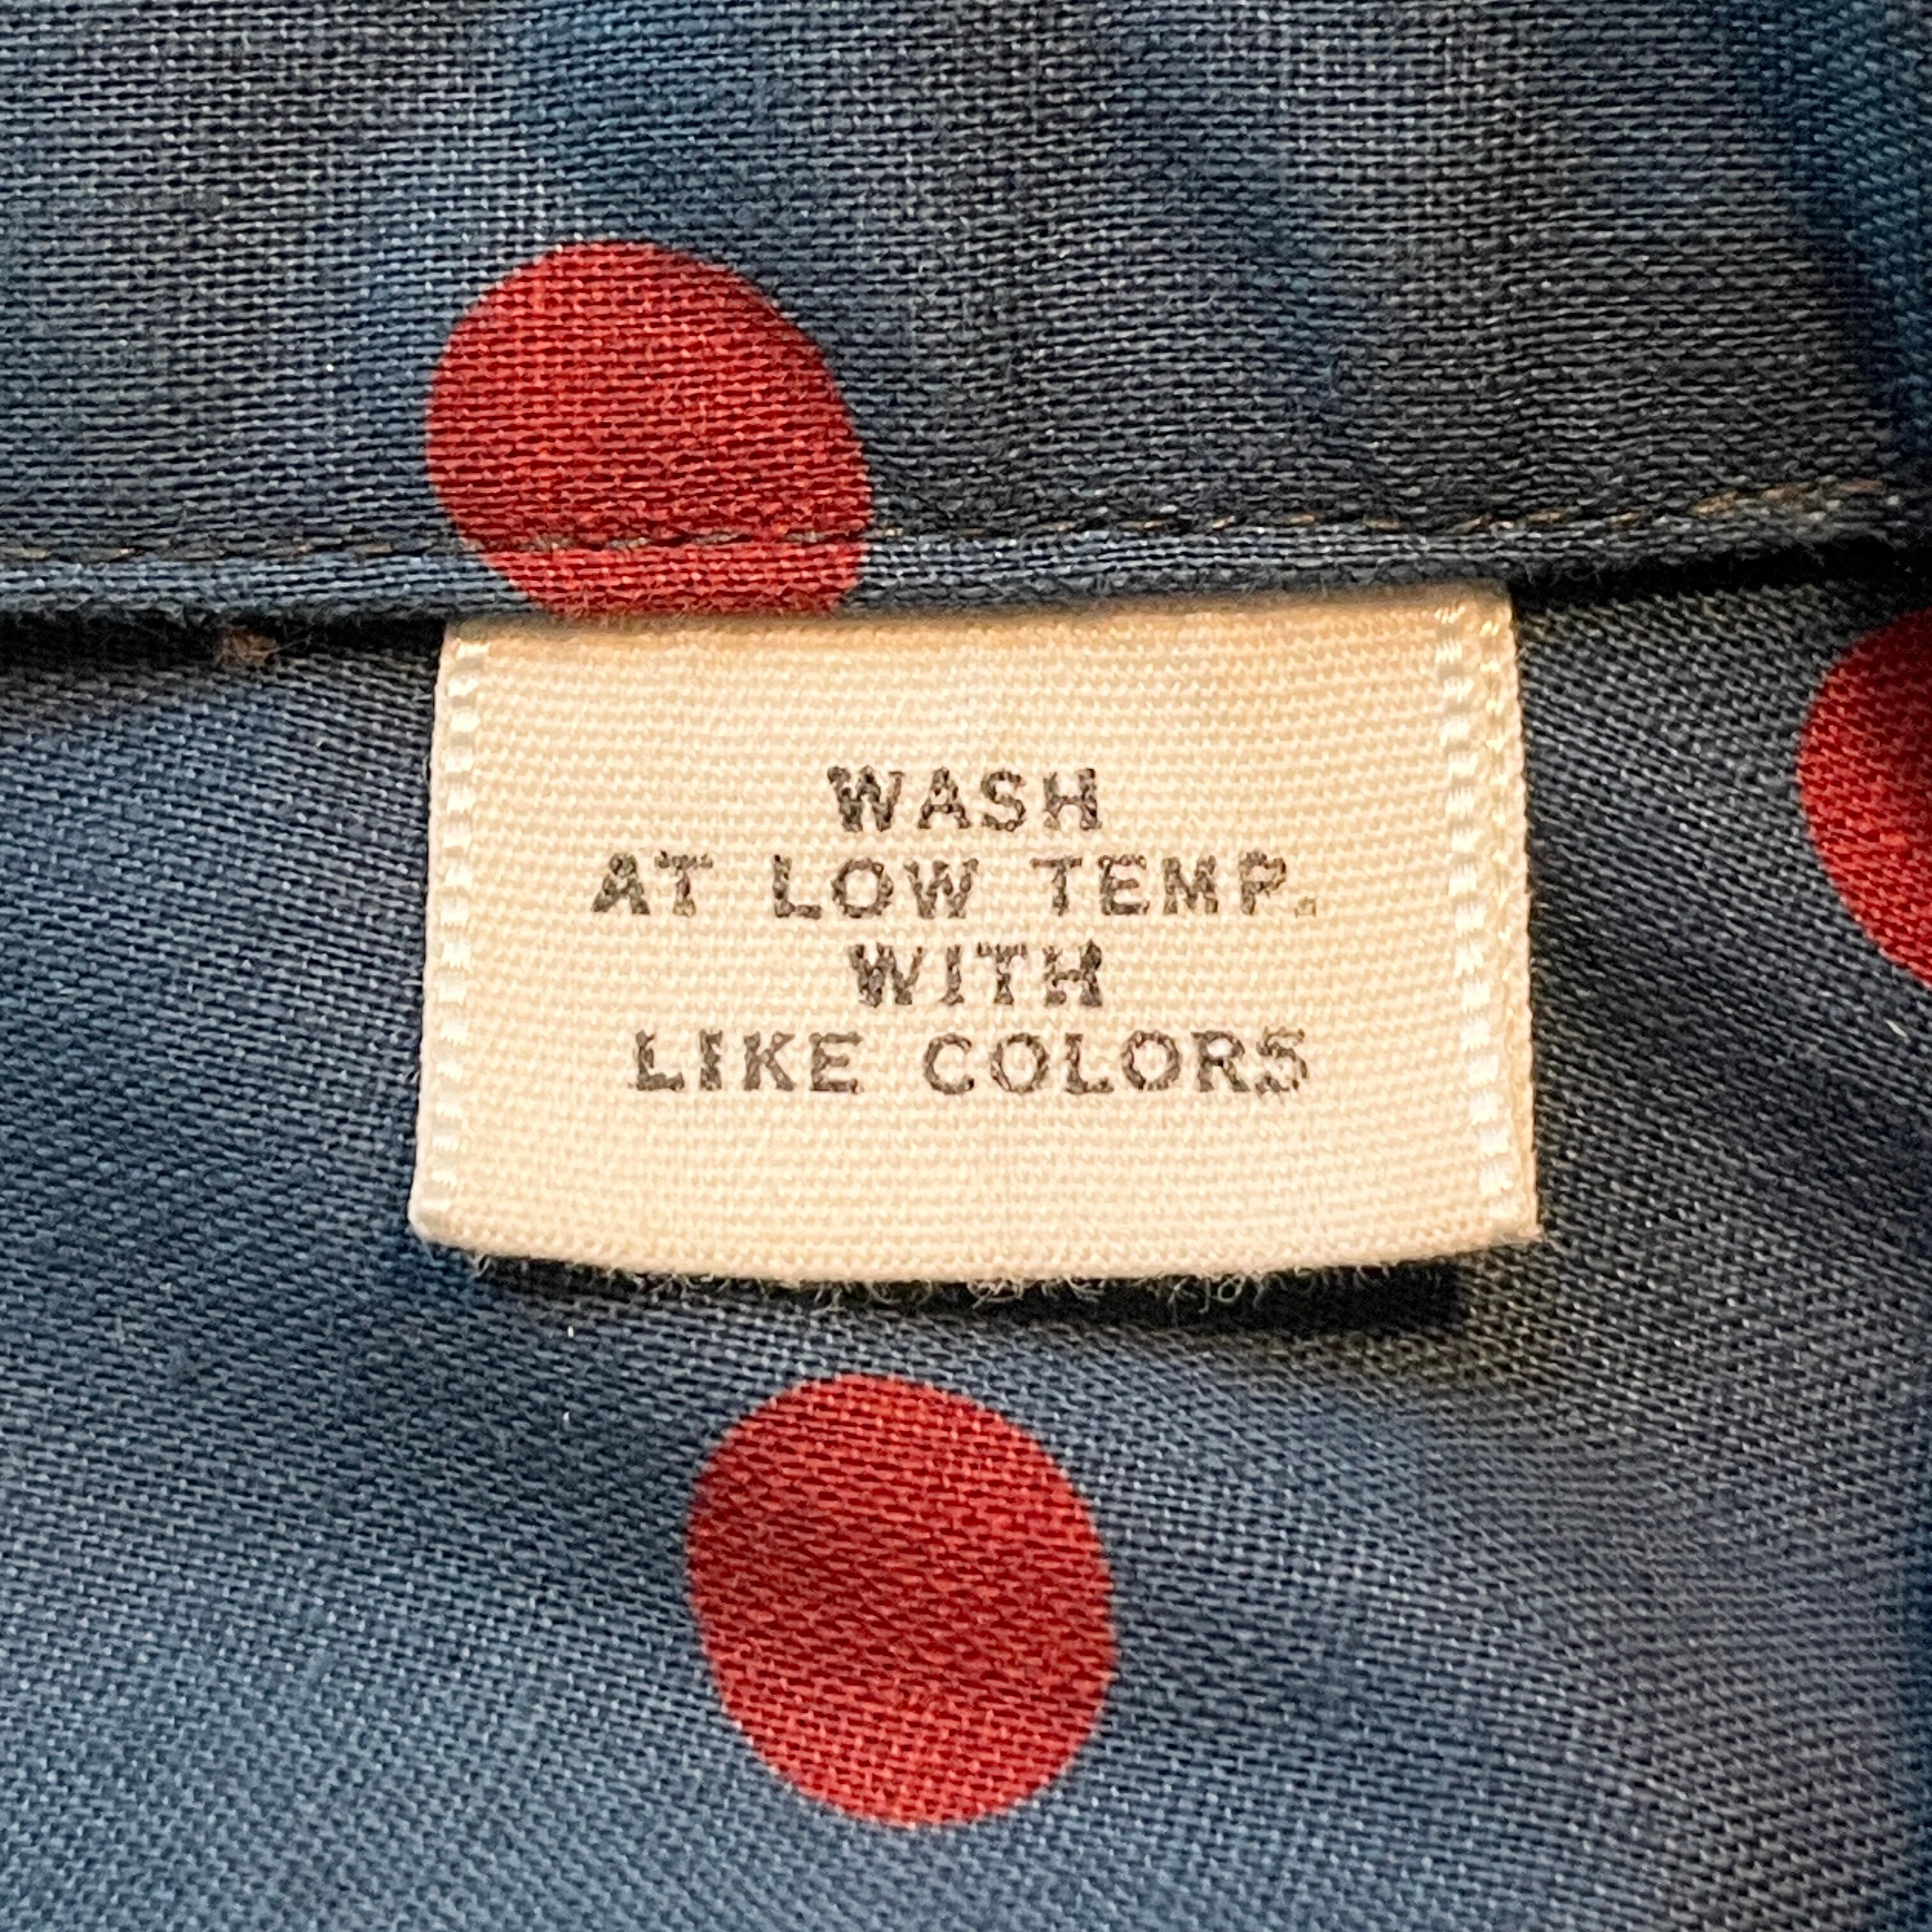 WASH
AT LOW TEMP.
WITH
LIKE COLORS